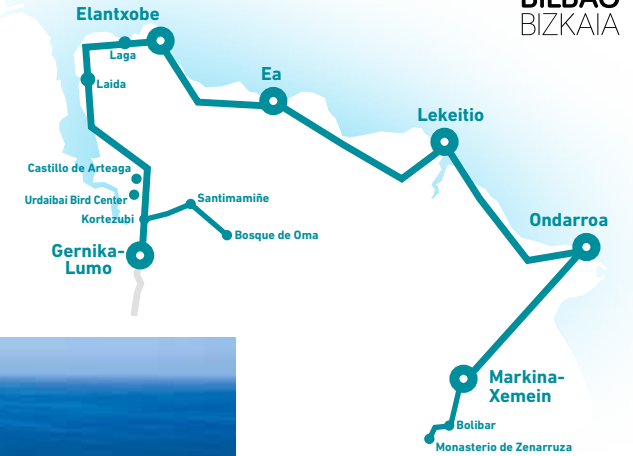 BILBAO
BIZKAIA
Elantxobe
Laga
Laida
Ea
Lekeitio
Castillo de Arteaga
Urdaibai Bird Center
Kortezubi
Santimamiñe
Bosque de Oma
Gernika-
Lumo
Ondarroa
Markina-
Xemein
Bolibar
Monasterio de Zenarruza